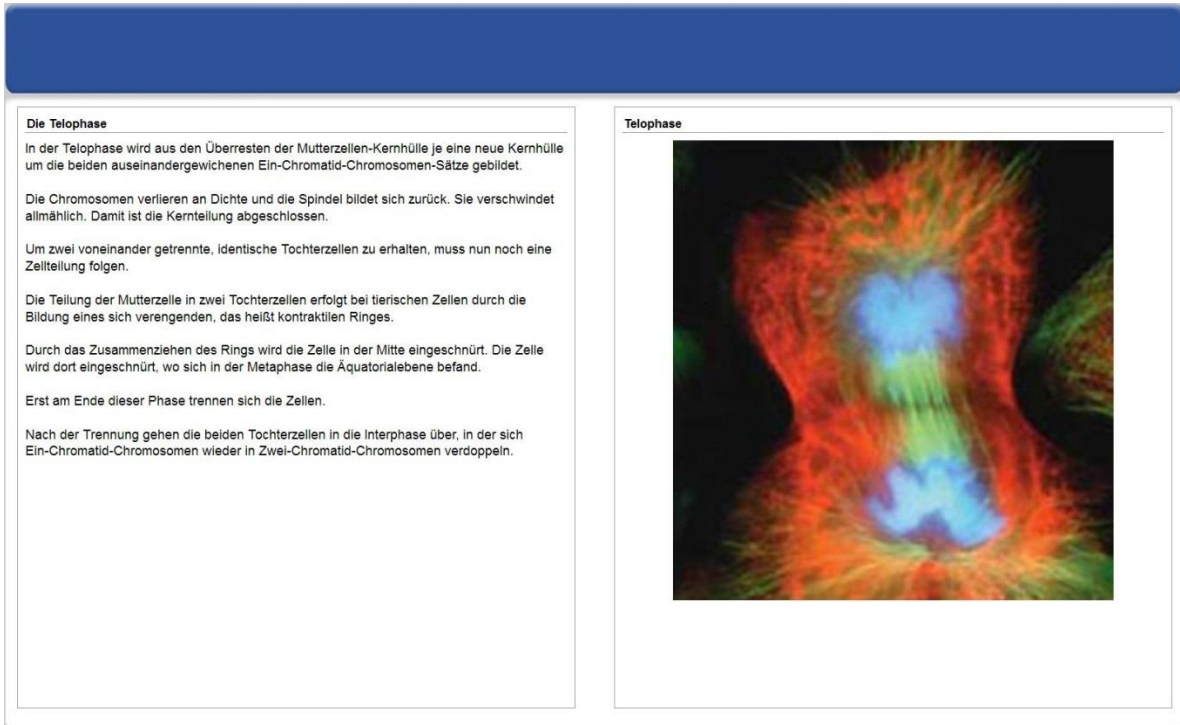 Die Telophase
In der Telophase wird aus den Überresten der Mutterzellen-Kernhülle je eine neue Kernhülle
um die beiden auseinandergewichenen Ein-Chromatid-Chromosomen-Sätze gebildet.
Die Chromosomen verlieren an Dichte und die Spindel bildet sich zurück. Sie verschwindet
allmählich. Damit ist die Kernteilung abgeschlossen.
Um zwei voneinander getrennte, identische Tochterzellen zu erhalten, muss nun noch eine
Zellteilung folgen.
Die Teilung der Mutterzelle in zwei Tochterzellen erfolgt bei tierischen Zellen durch die
Bildung eines sich verengenden, das heißt kontraktilen Ringes.
Durch das Zusammenziehen des Rings wird die Zelle in der Mitte eingeschnürt. Die Zelle
wird dort eingeschnürt, wo sich in der Metaphase die Äquatorialebene befand.
Erst am Ende dieser Phase trennen sich die Zellen.
Nach der Trennung gehen die beiden Tochterzellen in die Interphase über, in der sich
Ein-Chromatid-Chromosomen wieder in Zwei-Chromatid-Chromosomen verdoppeln.
Telophase